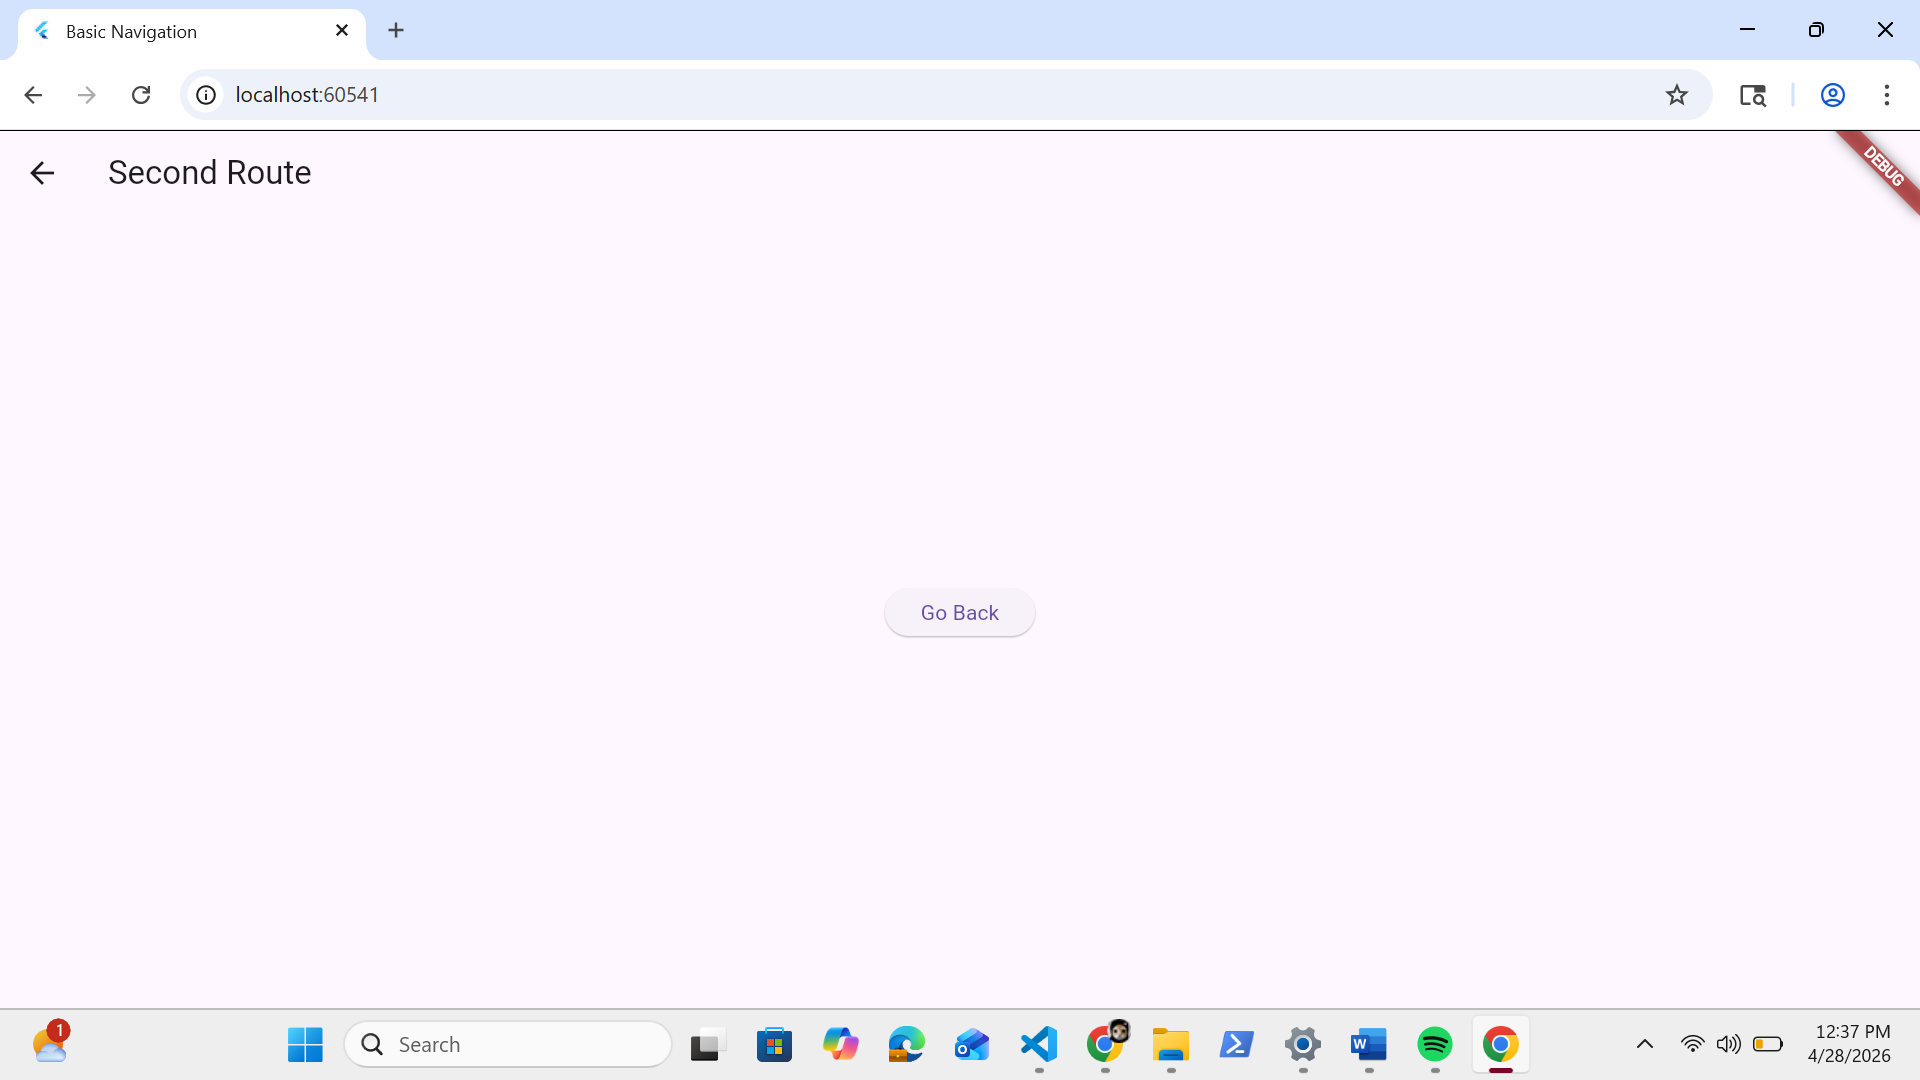 Basic Navigation
localhost:60541
Second Route
DEBUG
Go Back
1
Search
W
12:37 PM
4/28/2026